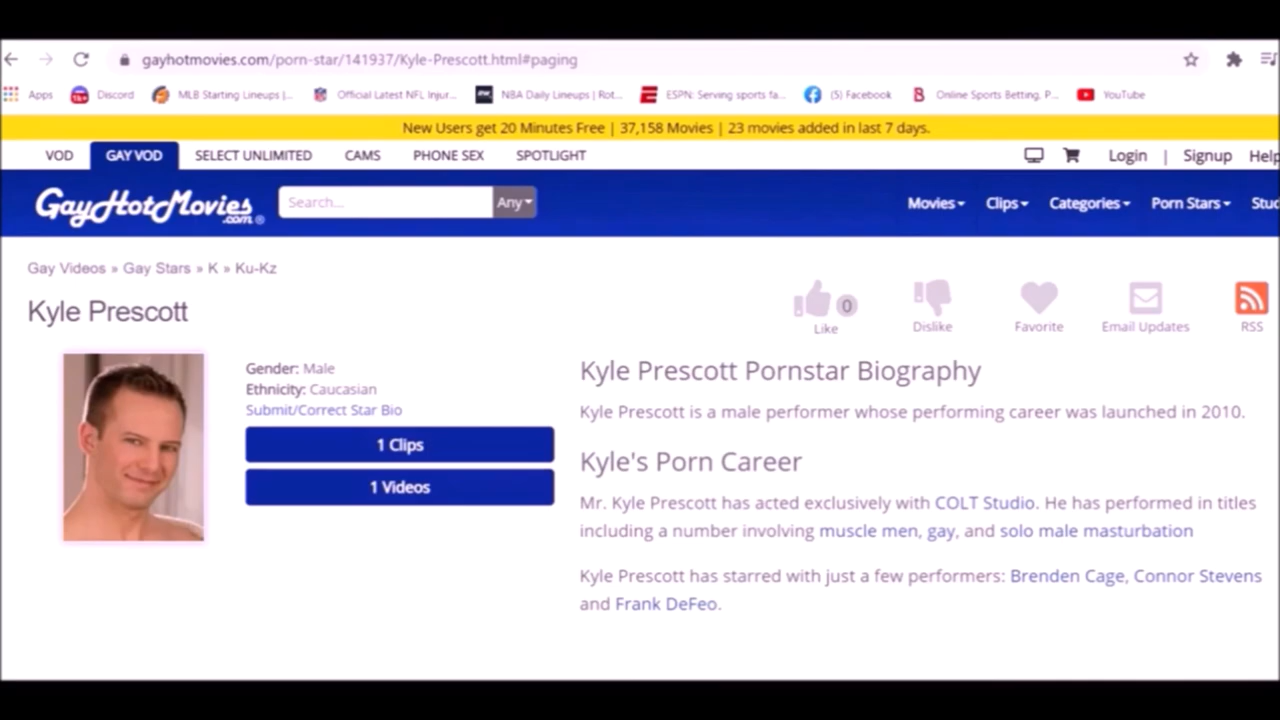 gayhotmovies.com/porn-star/141937/Kyle-Prescott.html#paging
Apps Discord MLB Starting Lineups |... Official Latest NFL Injur... NBA Daily Lineups | Rot... ESPN: Serving sports fa... (5) Facebook Online Sports Betting, P... YouTube
New Users get 20 Minutes Free | 37,158 Movies | 23 movies added in last 7 days.
VOD GAY VOD SELECT UNLIMITED CAMS PHONE SEX SPOTLIGHT Login | Signup Help
GayHotMovies.com® Search... Any Movies Clips Categories Porn Stars Stud
Gay Videos » Gay Stars » K » Ku-Kz
Kyle Prescott
0
Like Dislike Favorite Email Updates RSS
Gender: Male
Ethnicity: Caucasian
Submit/Correct Star Bio
1 Clips
1 Videos
Kyle Prescott Pornstar Biography
Kyle Prescott is a male performer whose performing career was launched in 2010.
Kyle's Porn Career
Mr. Kyle Prescott has acted exclusively with COLT Studio. He has performed in titles
including a number involving muscle men, gay, and solo male masturbation
Kyle Prescott has starred with just a few performers: Brenden Cage, Connor Stevens
and Frank DeFeo.